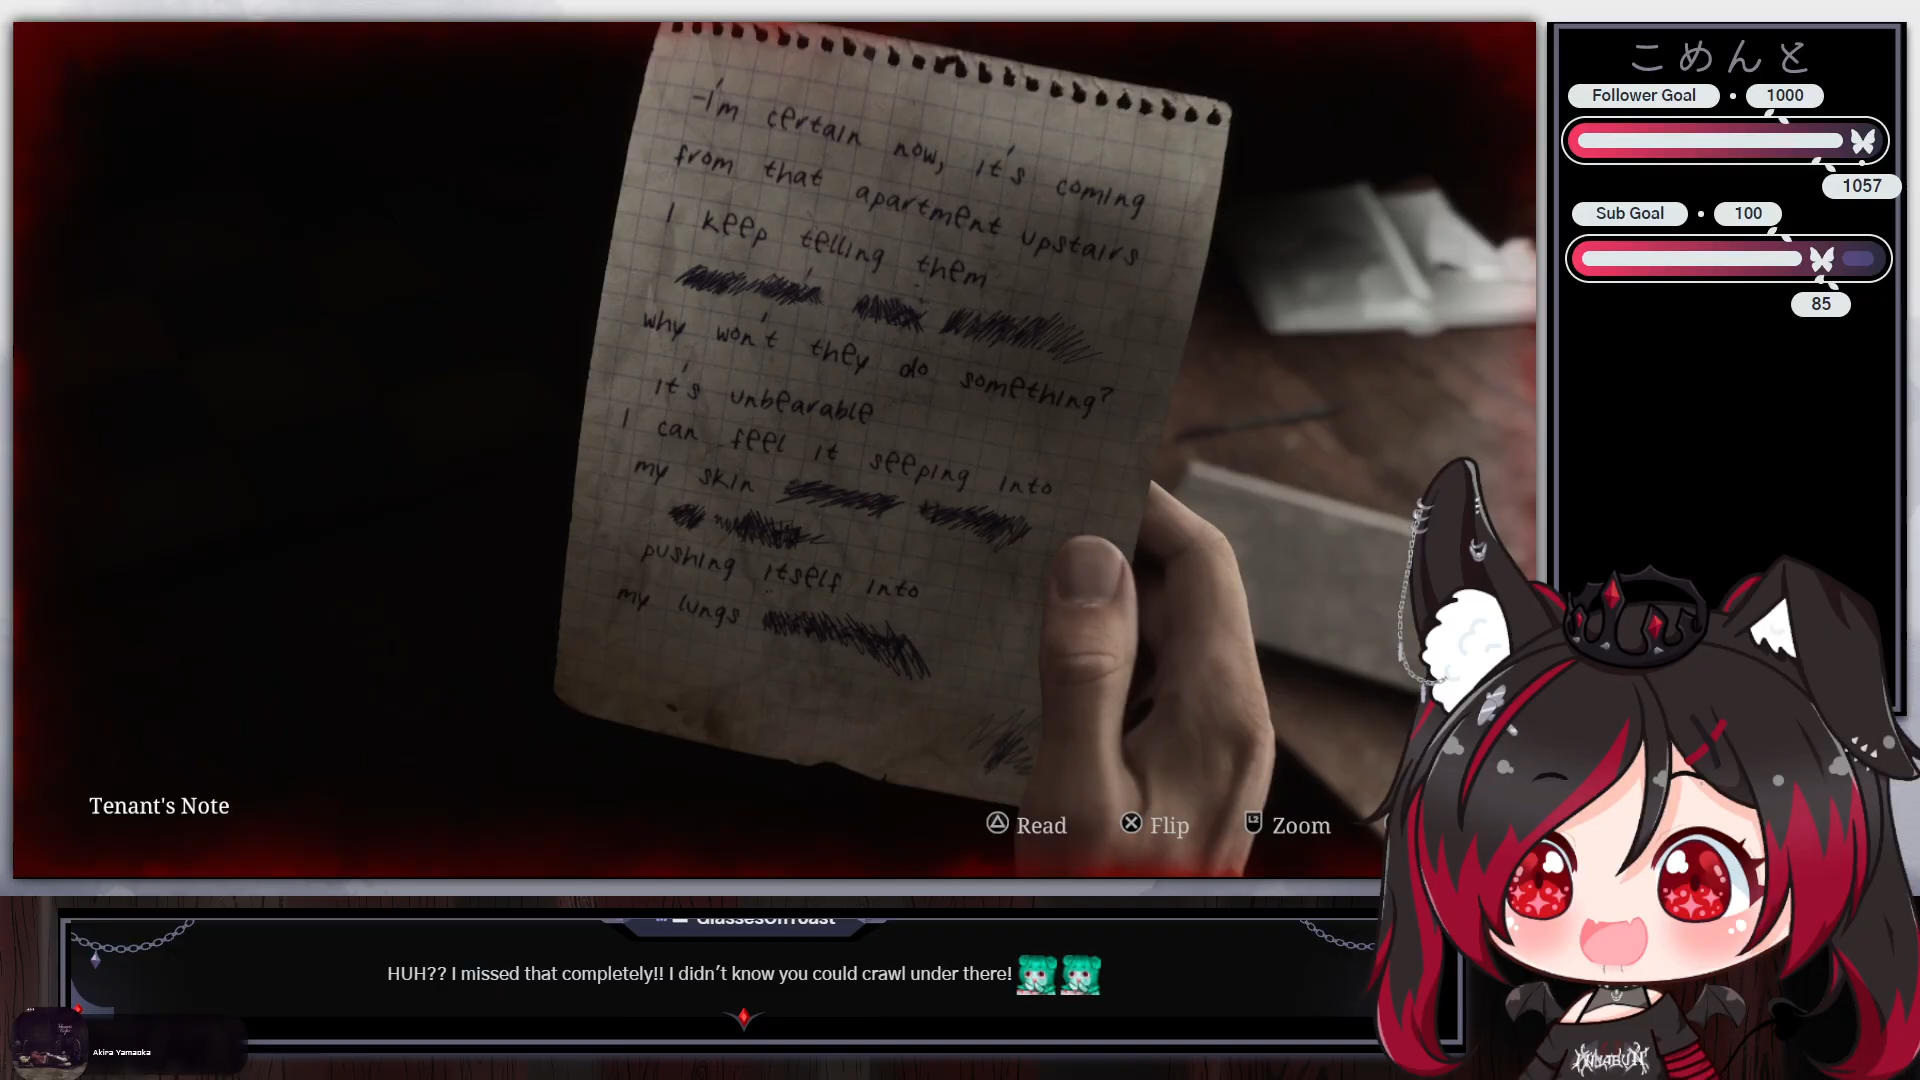 -I'm certain now, it's coming
from that apartment upstairs
I keep telling them
why won't they do something?
it's unbearable
I can feel it seeping into
my skin
pushing itself into
my lungs
Tenant's Note
Read
Flip
L2 Zoom
こめんと
Follower Goal • 1000
1057
Sub Goal • 100
85
GlassesOnToast
HUH?? I missed that completely!! I didn't know you could crawl under there!
Akira Yamaoka